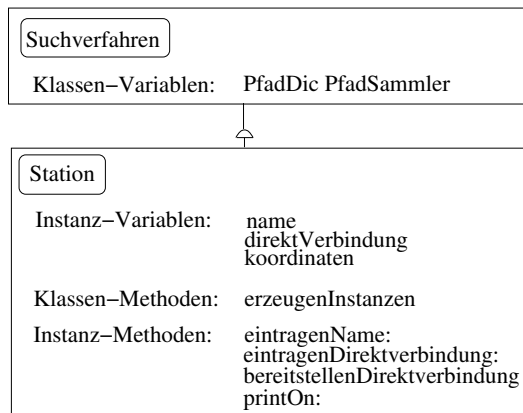 Suchverfahren
Klassen−Variablen: PfadDic PfadSammler
Station
Instanz−Variablen: name
direktVerbindung
koordinaten
Klassen−Methoden: erzeugenInstanzen
Instanz−Methoden: eintragenName:
eintragenDirektverbindung:
bereitstellenDirektverbindung
printOn: